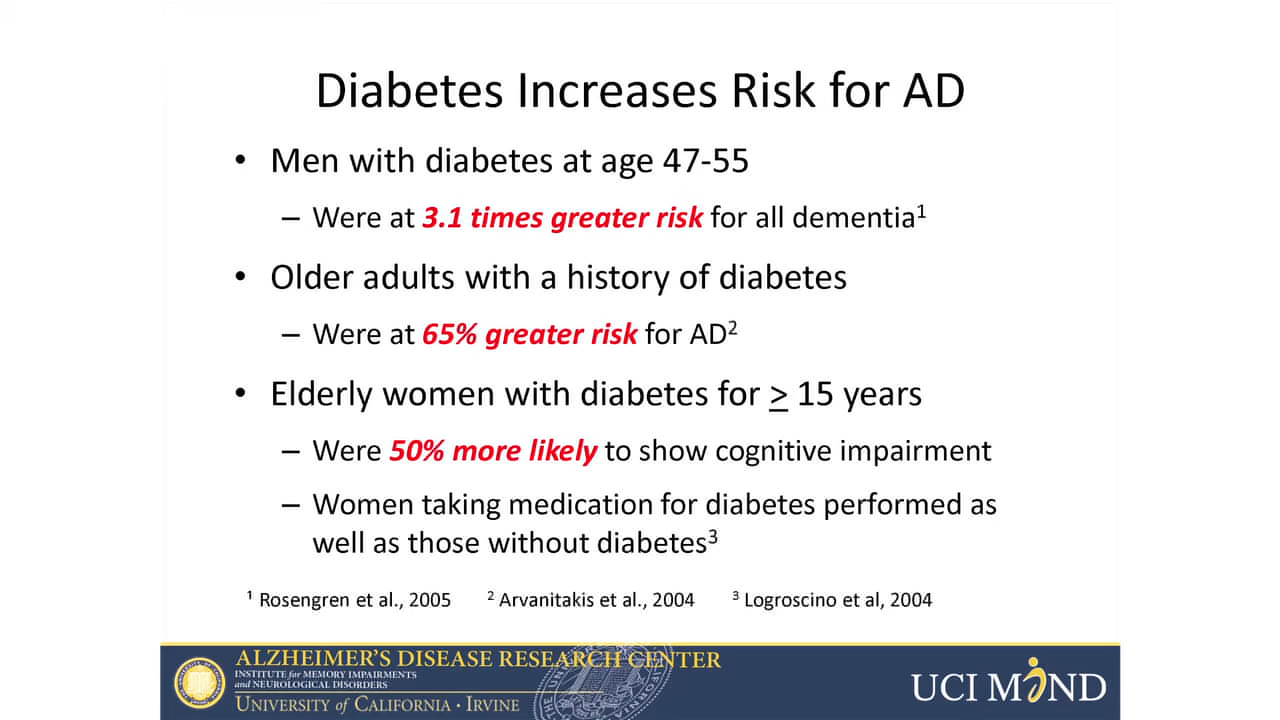 Diabetes Increases Risk for AD
• Men with diabetes at age 47-55
– Were at 3.1 times greater risk for all dementia¹
• Older adults with a history of diabetes
– Were at 65% greater risk for AD²
• Elderly women with diabetes for ≥ 15 years
– Were 50% more likely to show cognitive impairment
– Women taking medication for diabetes performed as
well as those without diabetes³
¹ Rosengren et al., 2005 ² Arvanitakis et al., 2004 ³ Logroscino et al, 2004
ALZHEIMER'S DISEASE RESEARCH CENTER
INSTITUTE for MEMORY IMPAIRMENTS
and NEUROLOGICAL DISORDERS
UNIVERSITY of CALIFORNIA • IRVINE
UCI MIND